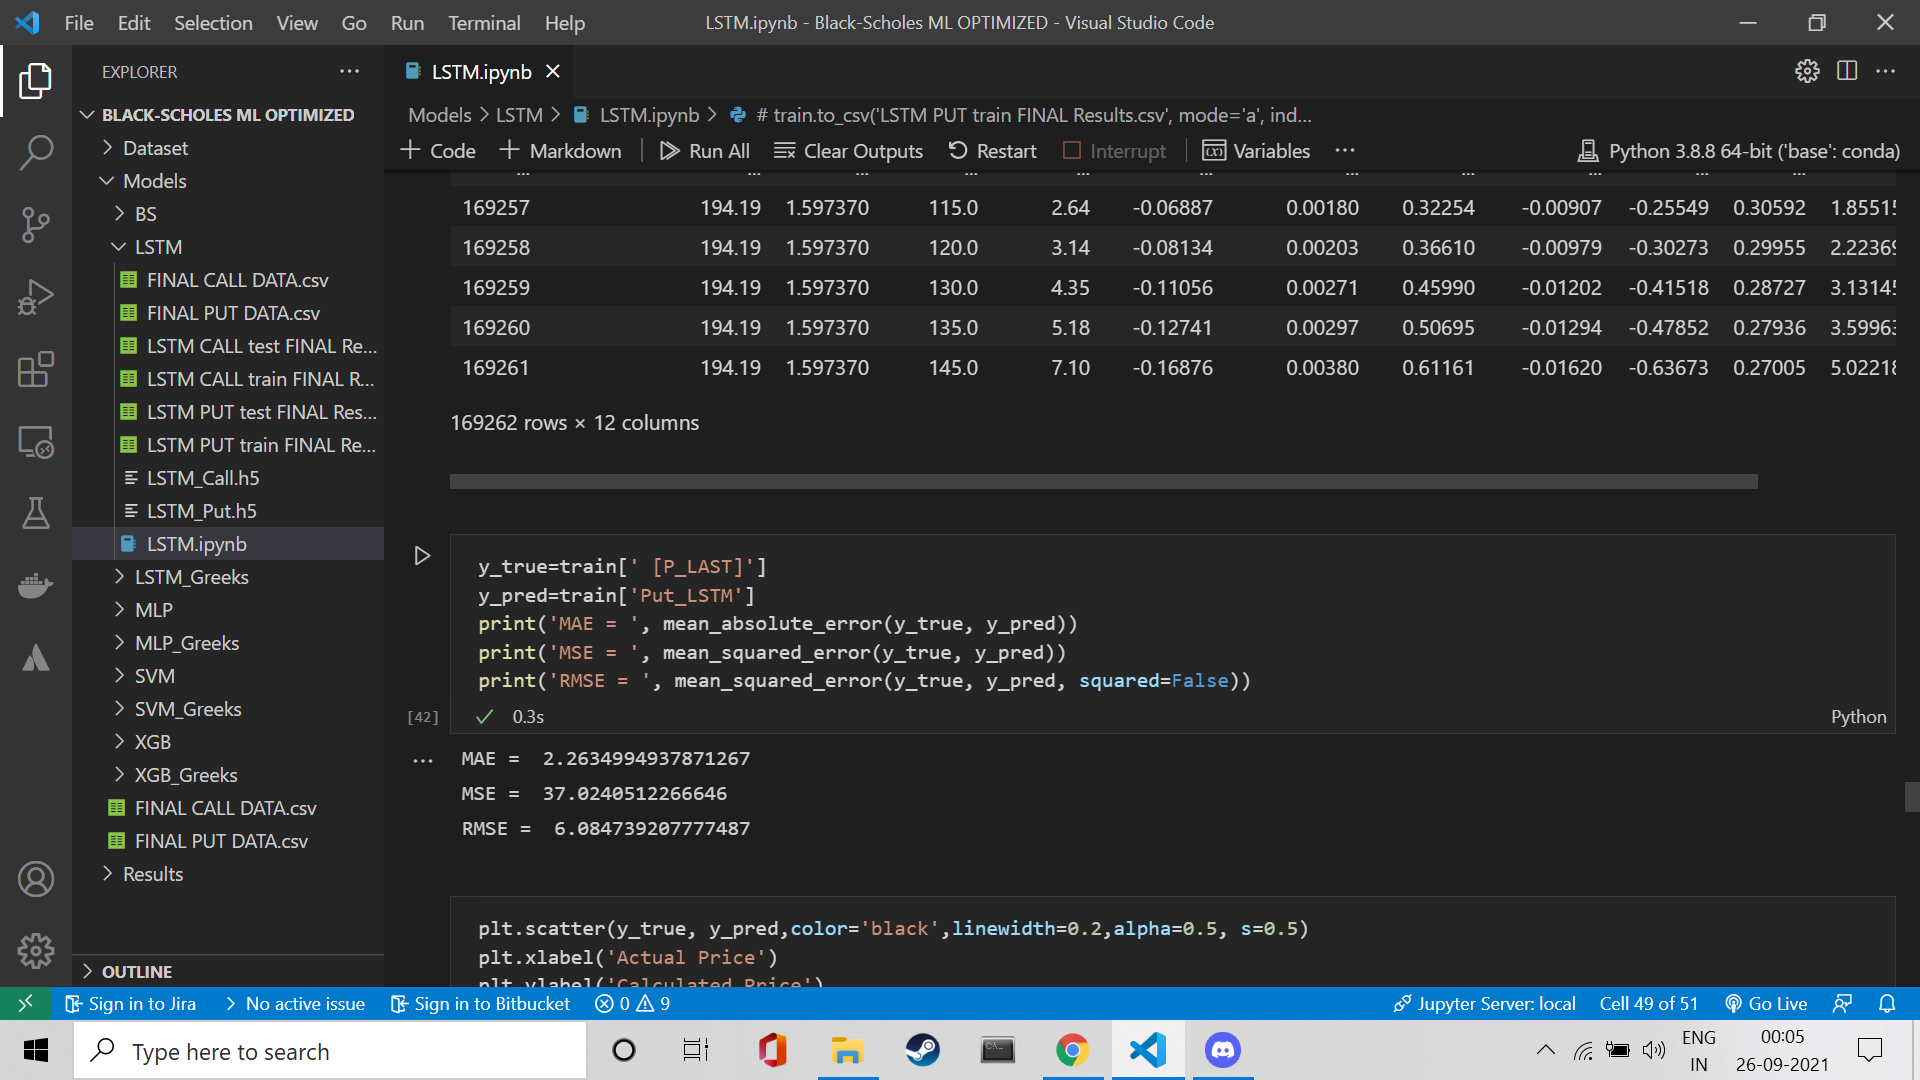 File Edit Selection View Go Run Terminal Help
LSTM.ipynb - Black-Scholes ML OPTIMIZED - Visual Studio Code
EXPLORER
BLACK-SCHOLES ML OPTIMIZED
Dataset
Models
BS
LSTM
FINAL CALL DATA.csv
FINAL PUT DATA.csv
LSTM CALL test FINAL Re...
LSTM CALL train FINAL R...
LSTM PUT test FINAL Res...
LSTM PUT train FINAL Re...
LSTM_Call.h5
LSTM_Put.h5
LSTM.ipynb
LSTM_Greeks
MLP
MLP_Greeks
SVM
SVM_Greeks
XGB
XGB_Greeks
FINAL CALL DATA.csv
FINAL PUT DATA.csv
Results
OUTLINE
LSTM.ipynb
Models > LSTM > LSTM.ipynb > # train.to_csv('LSTM PUT train FINAL Results.csv', mode='a', ind...
+ Code + Markdown Run All Clear Outputs Restart Interrupt Variables ... Python 3.8.8 64-bit ('base': conda)
... ... ... ... ... ... ... ... ... ... ...
169257 194.19 1.597370 115.0 2.64 -0.06887 0.00180 0.32254 -0.00907 -0.25549 0.30592 1.85515
169258 194.19 1.597370 120.0 3.14 -0.08134 0.00203 0.36610 -0.00979 -0.30273 0.29955 2.22369
169259 194.19 1.597370 130.0 4.35 -0.11056 0.00271 0.45990 -0.01202 -0.41518 0.28727 3.13145
169260 194.19 1.597370 135.0 5.18 -0.12741 0.00297 0.50695 -0.01294 -0.47852 0.27936 3.59963
169261 194.19 1.597370 145.0 7.10 -0.16876 0.00380 0.61161 -0.01620 -0.63673 0.27005 5.02218
169262 rows × 12 columns
y_true=train[' [P_LAST]']
y_pred=train['Put_LSTM']
print('MAE = ', mean_absolute_error(y_true, y_pred))
print('MSE = ', mean_squared_error(y_true, y_pred))
print('RMSE = ', mean_squared_error(y_true, y_pred, squared=False))
[42] 0.3s Python
MAE =  2.2634994937871267
MSE =  37.0240512266646
RMSE =  6.084739207777487
plt.scatter(y_true, y_pred,color='black',linewidth=0.2,alpha=0.5, s=0.5)
plt.xlabel('Actual Price')
plt.ylabel('Calculated Price')
Sign in to Jira No active issue Sign in to Bitbucket 0 9 Jupyter Server: local Cell 49 of 51 Go Live
Type here to search
ENG
IN
00:05
26-09-2021